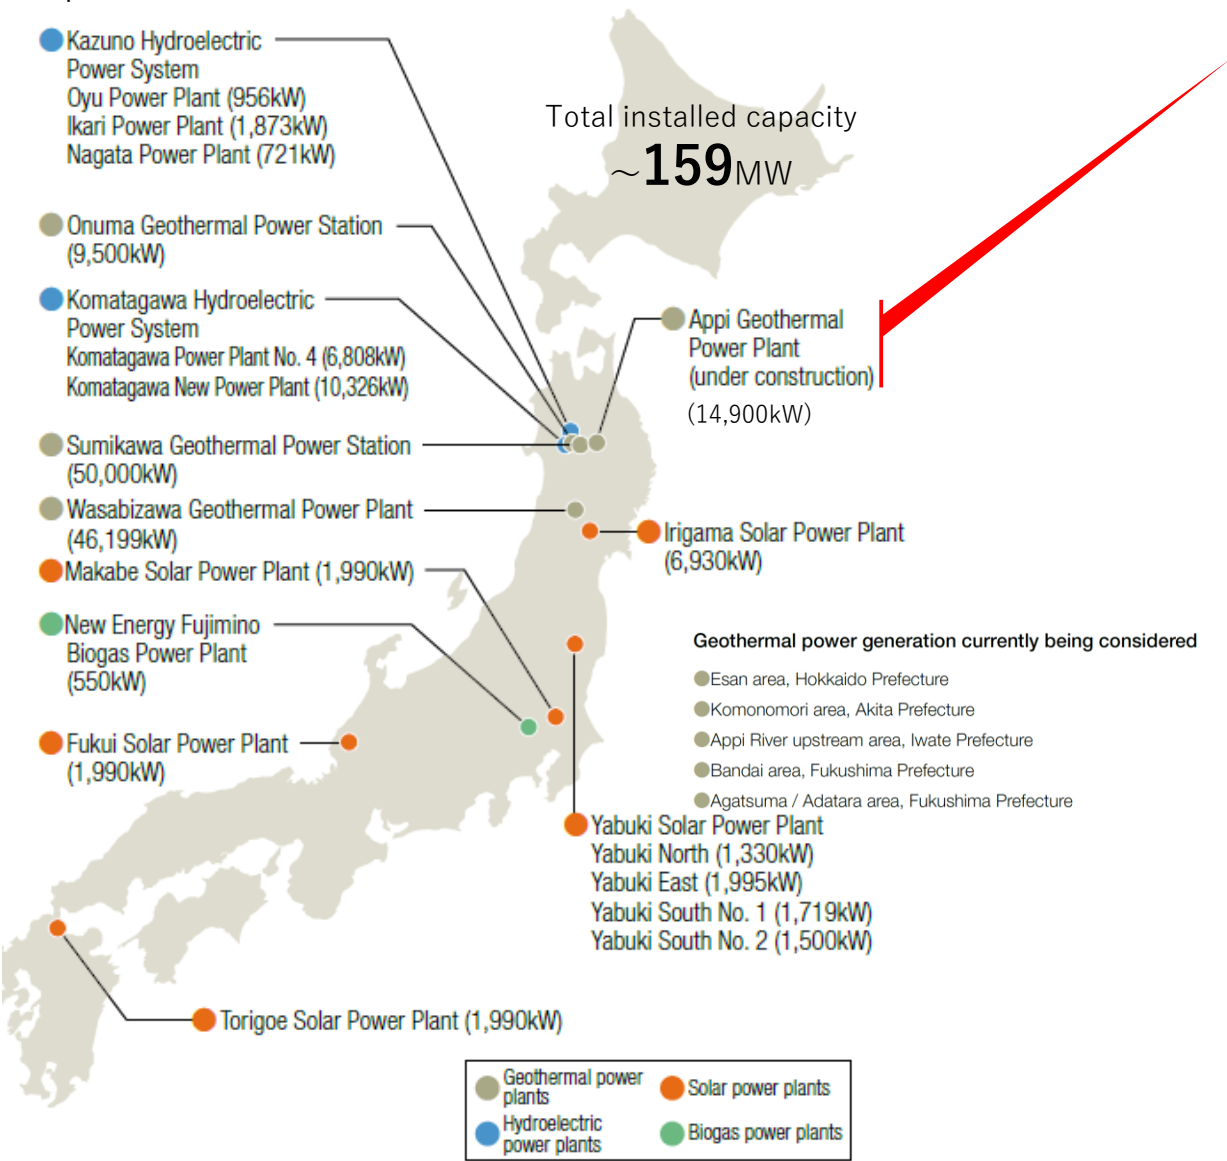 Kazuno Hydroelectric
Power System
Oyu Power Plant (956kW)
Ikari Power Plant (1,873kW)
Nagata Power Plant (721kW)
Total installed capacity
~159MW
Onuma Geothermal Power Station
(9,500kW)
Komatagawa Hydroelectric
Power System
Komatagawa Power Plant No. 4 (6,808kW)
Komatagawa New Power Plant (10,326kW)
Appi Geothermal
Power Plant
(under construction)
(14,900kW)
Sumikawa Geothermal Power Station
(50,000kW)
Wasabizawa Geothermal Power Plant
(46,199kW)
Irigama Solar Power Plant
(6,930kW)
Makabe Solar Power Plant (1,990kW)
New Energy Fujimino
Biogas Power Plant
(550kW)
Geothermal power generation currently being considered
Esan area, Hokkaido Prefecture
Komonomori area, Akita Prefecture
Appi River upstream area, Iwate Prefecture
Bandai area, Fukushima Prefecture
Agatsuma / Adatara area, Fukushima Prefecture
Fukui Solar Power Plant
(1,990kW)
Yabuki Solar Power Plant
Yabuki North (1,330kW)
Yabuki East (1,995kW)
Yabuki South No. 1 (1,719kW)
Yabuki South No. 2 (1,500kW)
Torigoe Solar Power Plant (1,990kW)
Geothermal power
plants
Solar power plants
Hydroelectric
power plants
Biogas power plants